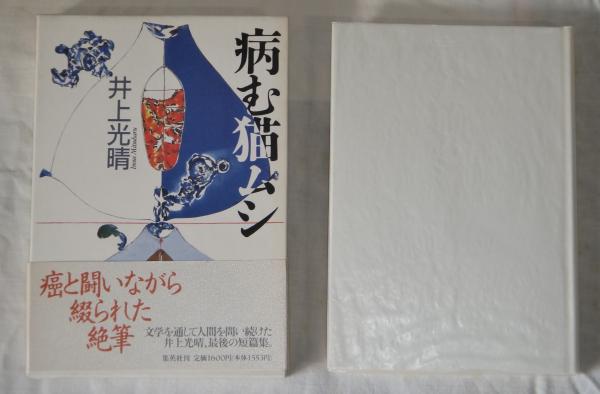 病む猫ムシ
井上光晴
Inoue Mitsuharu
癌と闘いながら
綴られた
絶筆
文学を通して人間を問い続けた
井上光晴、最後の短篇集。
集英社刊 定価1600円(本体1553円)